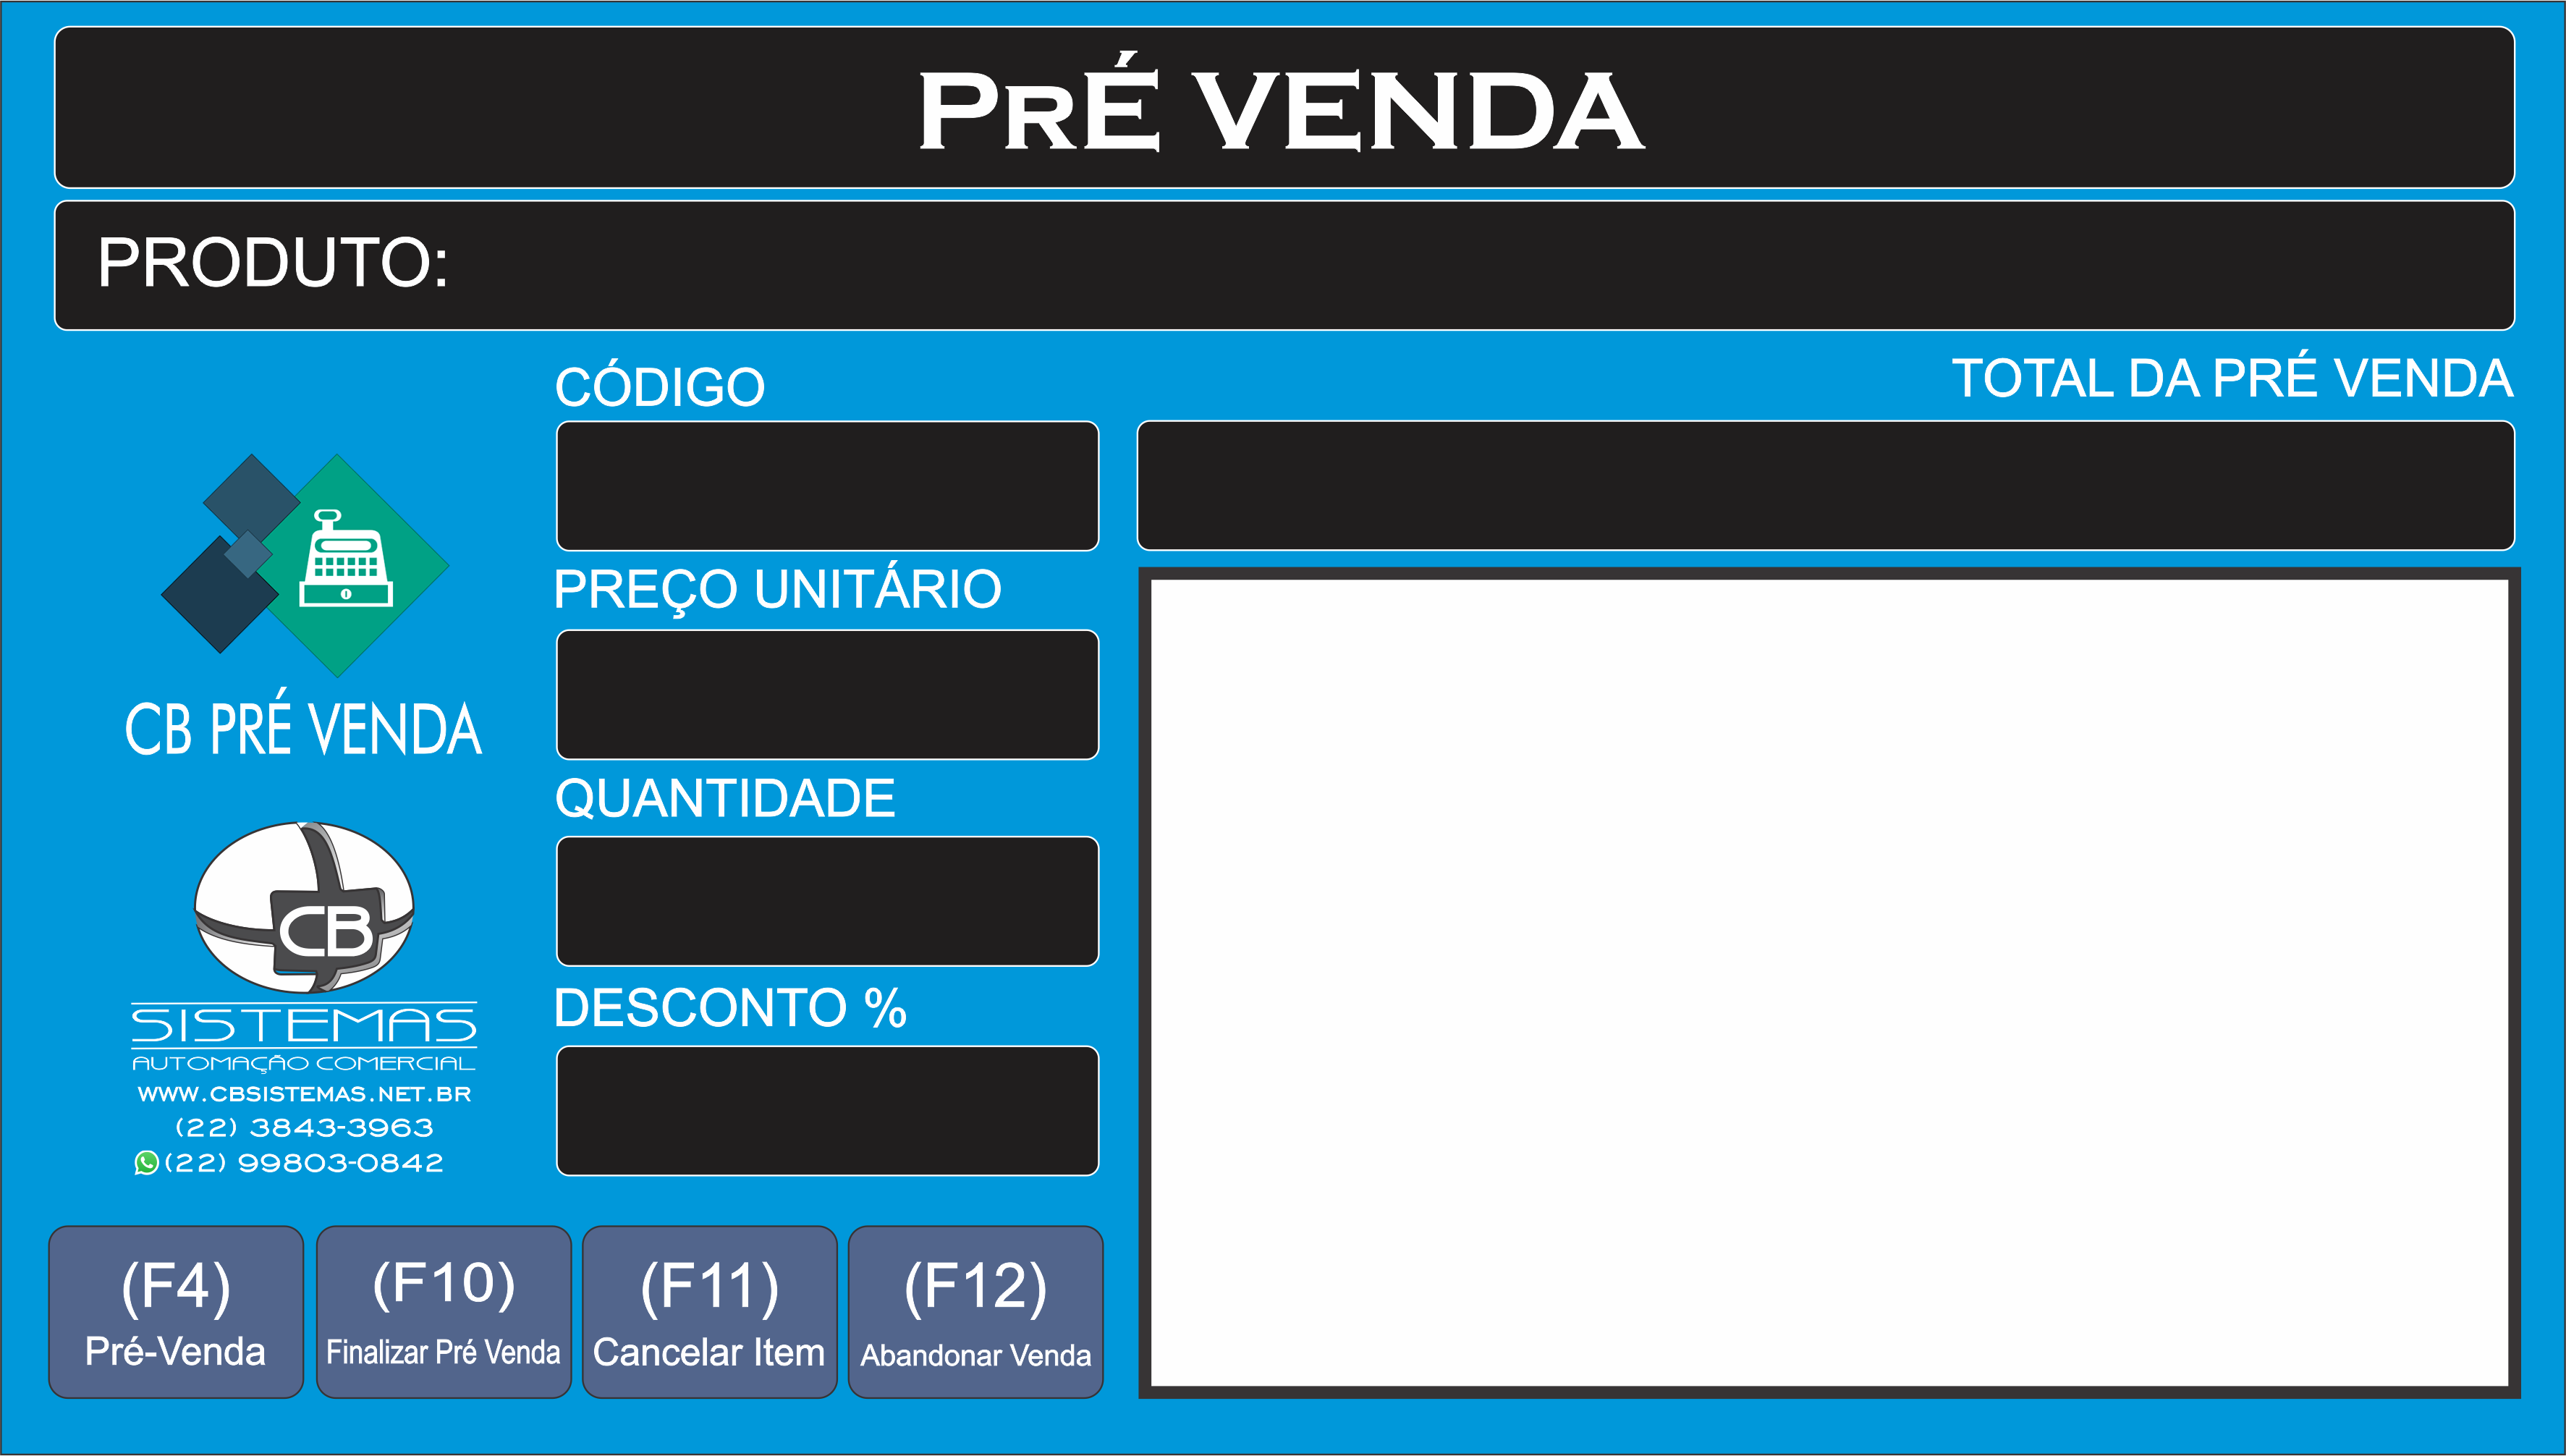 PrÉ VENDA
PRODUTO:
CÓDIGO
TOTAL DA PRÉ VENDA
PREÇO UNITÁRIO
CB PRÉ VENDA
QUANTIDADE
CB
DESCONTO %
SISTEMAS
AUTOMAÇÃO COMERCIAL
WWW.CBSISTEMAS.NET.BR
(22) 3843-3963
(22) 99803-0842
(F4)
Pré-Venda
(F10)
Finalizar Pré Venda
(F11)
Cancelar Item
(F12)
Abandonar Venda